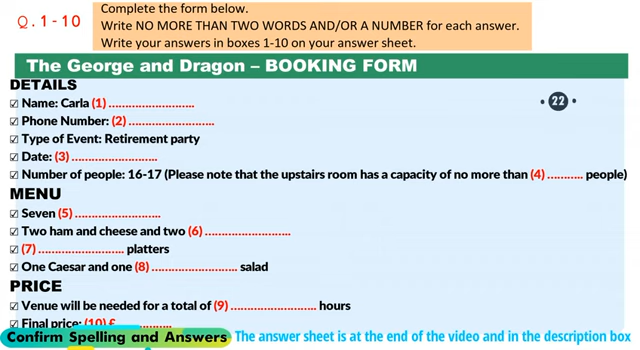 Complete the form below.
Q.1-10
Write NO MORE THAN TWO WORDS AND/OR A NUMBER for each answer.
Write your answers in boxes 1-10 on your answer sheet.
The George and Dragon – BOOKING FORM
DETAILS
☑ Name: Carla (1) ............................
22
☑ Phone Number: (2) ............................
☑ Type of Event: Retirement party
☑ Date: (3) ............................
☑ Number of people: 16-17 (Please note that the upstairs room has a capacity of no more than (4) ........... people)
MENU
☑ Seven (5) ............................
☑ Two ham and cheese and two (6) ............................
☑ (7) ............................ platters
☑ One Caesar and one (8) ............................ salad
PRICE
☑ Venue will be needed for a total of (9) ............................ hours
☑ Final price: (10) £ ............
Confirm Spelling and Answers The answer sheet is at the end of the video and in the description box